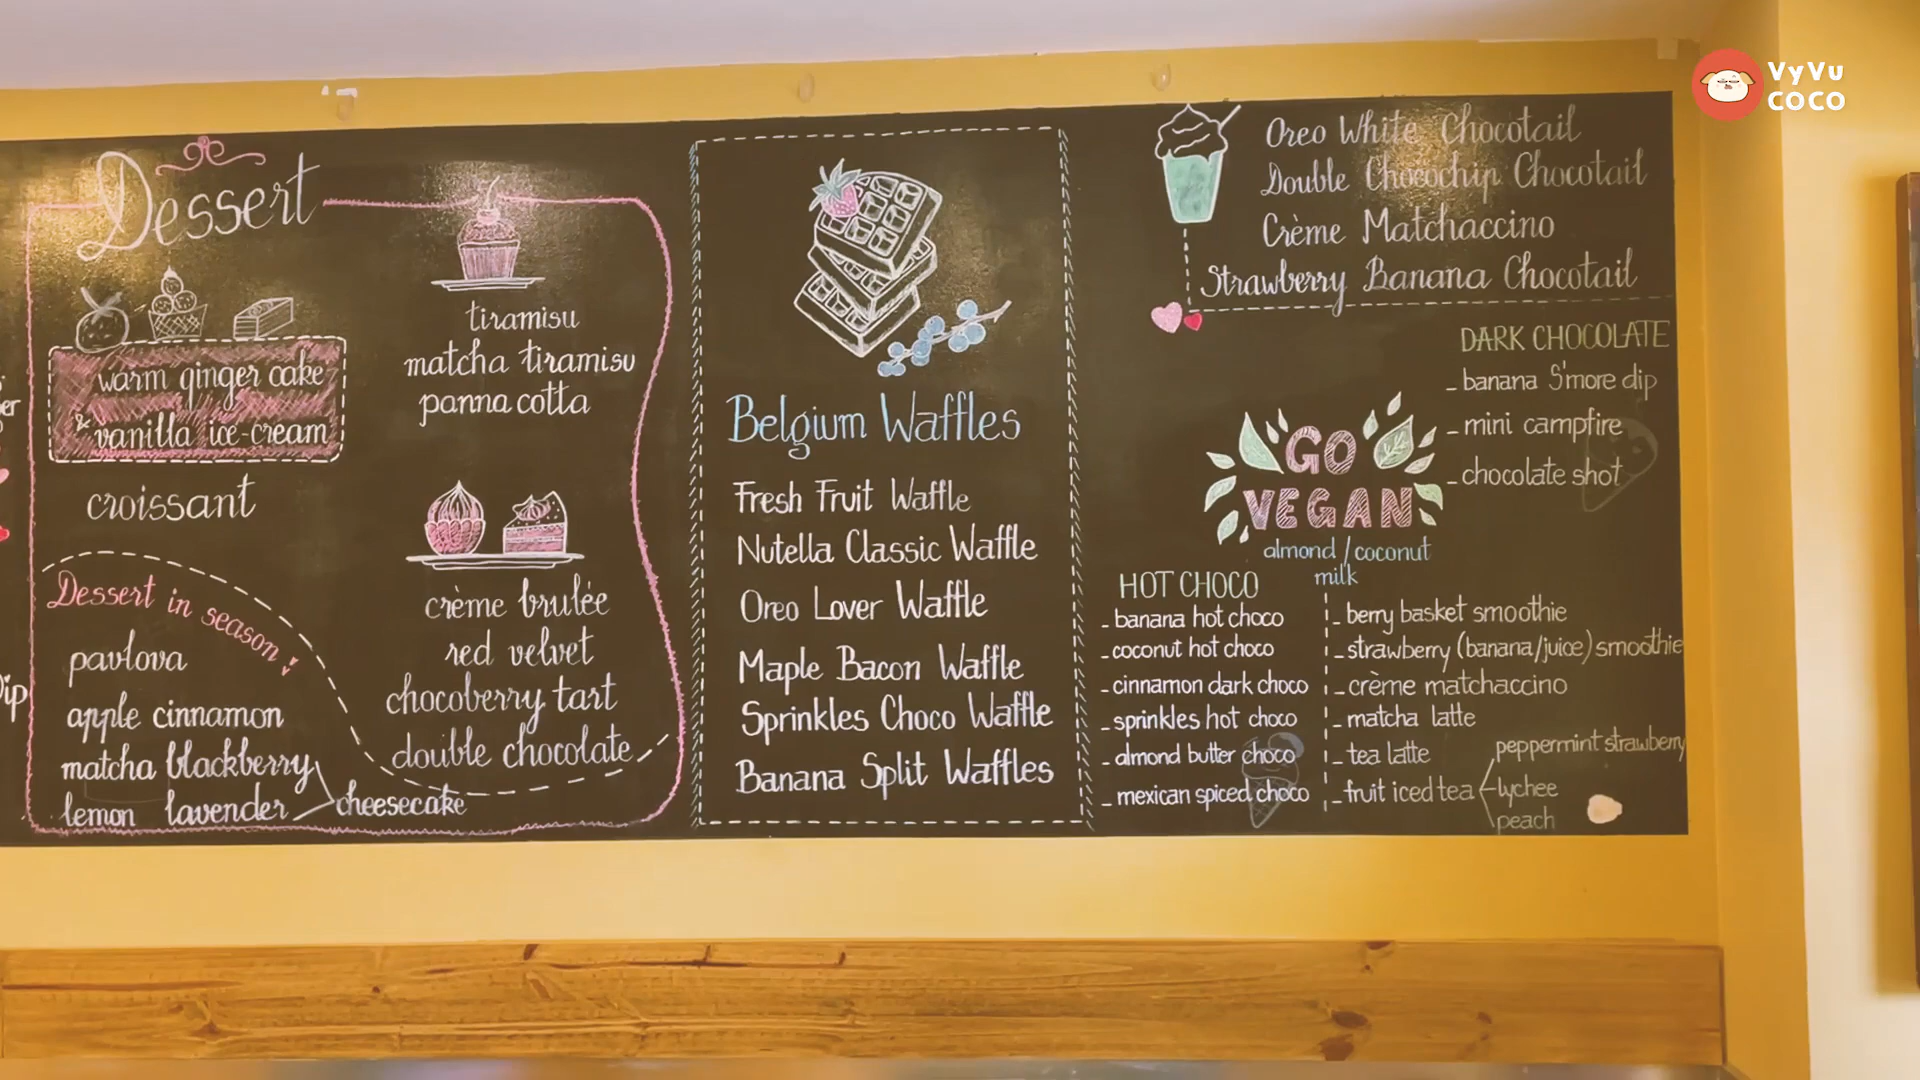 Dessert
warm ginger cake
& vanilla ice-cream
croissant
tiramisu
matcha tiramisu
panna cotta
crème brulée
red velvet
chocoberry tart
double chocolate
Dessert in season!
pavlova
apple cinnamon
matcha blackberry
lemon lavender
cheesecake
Belgium Waffles
Fresh Fruit Waffle
Nutella Classic Waffle
Oreo Lover Waffle
Maple Bacon Waffle
Sprinkles Choco Waffle
Banana Split Waffles
Oreo White Chocotail
Double Chocochip Chocotail
Crème Matchaccino
Strawberry Banana Chocotail
DARK CHOCOLATE
- banana S'more dip
- mini campfire
- chocolate shot
GO
VEGAN
almond / coconut
milk
HOT CHOCO
- banana hot choco
- coconut hot choco
- cinnamon dark choco
- sprinkles hot choco
- almond butter choco
- mexican spiced choco
- berry basket smoothie
- strawberry (banana/juice) smoothie
- crème matchaccino
- matcha latte
- tea latte
- fruit iced tea
peppermint strawberry
lychee
peach
VyVu
COCO